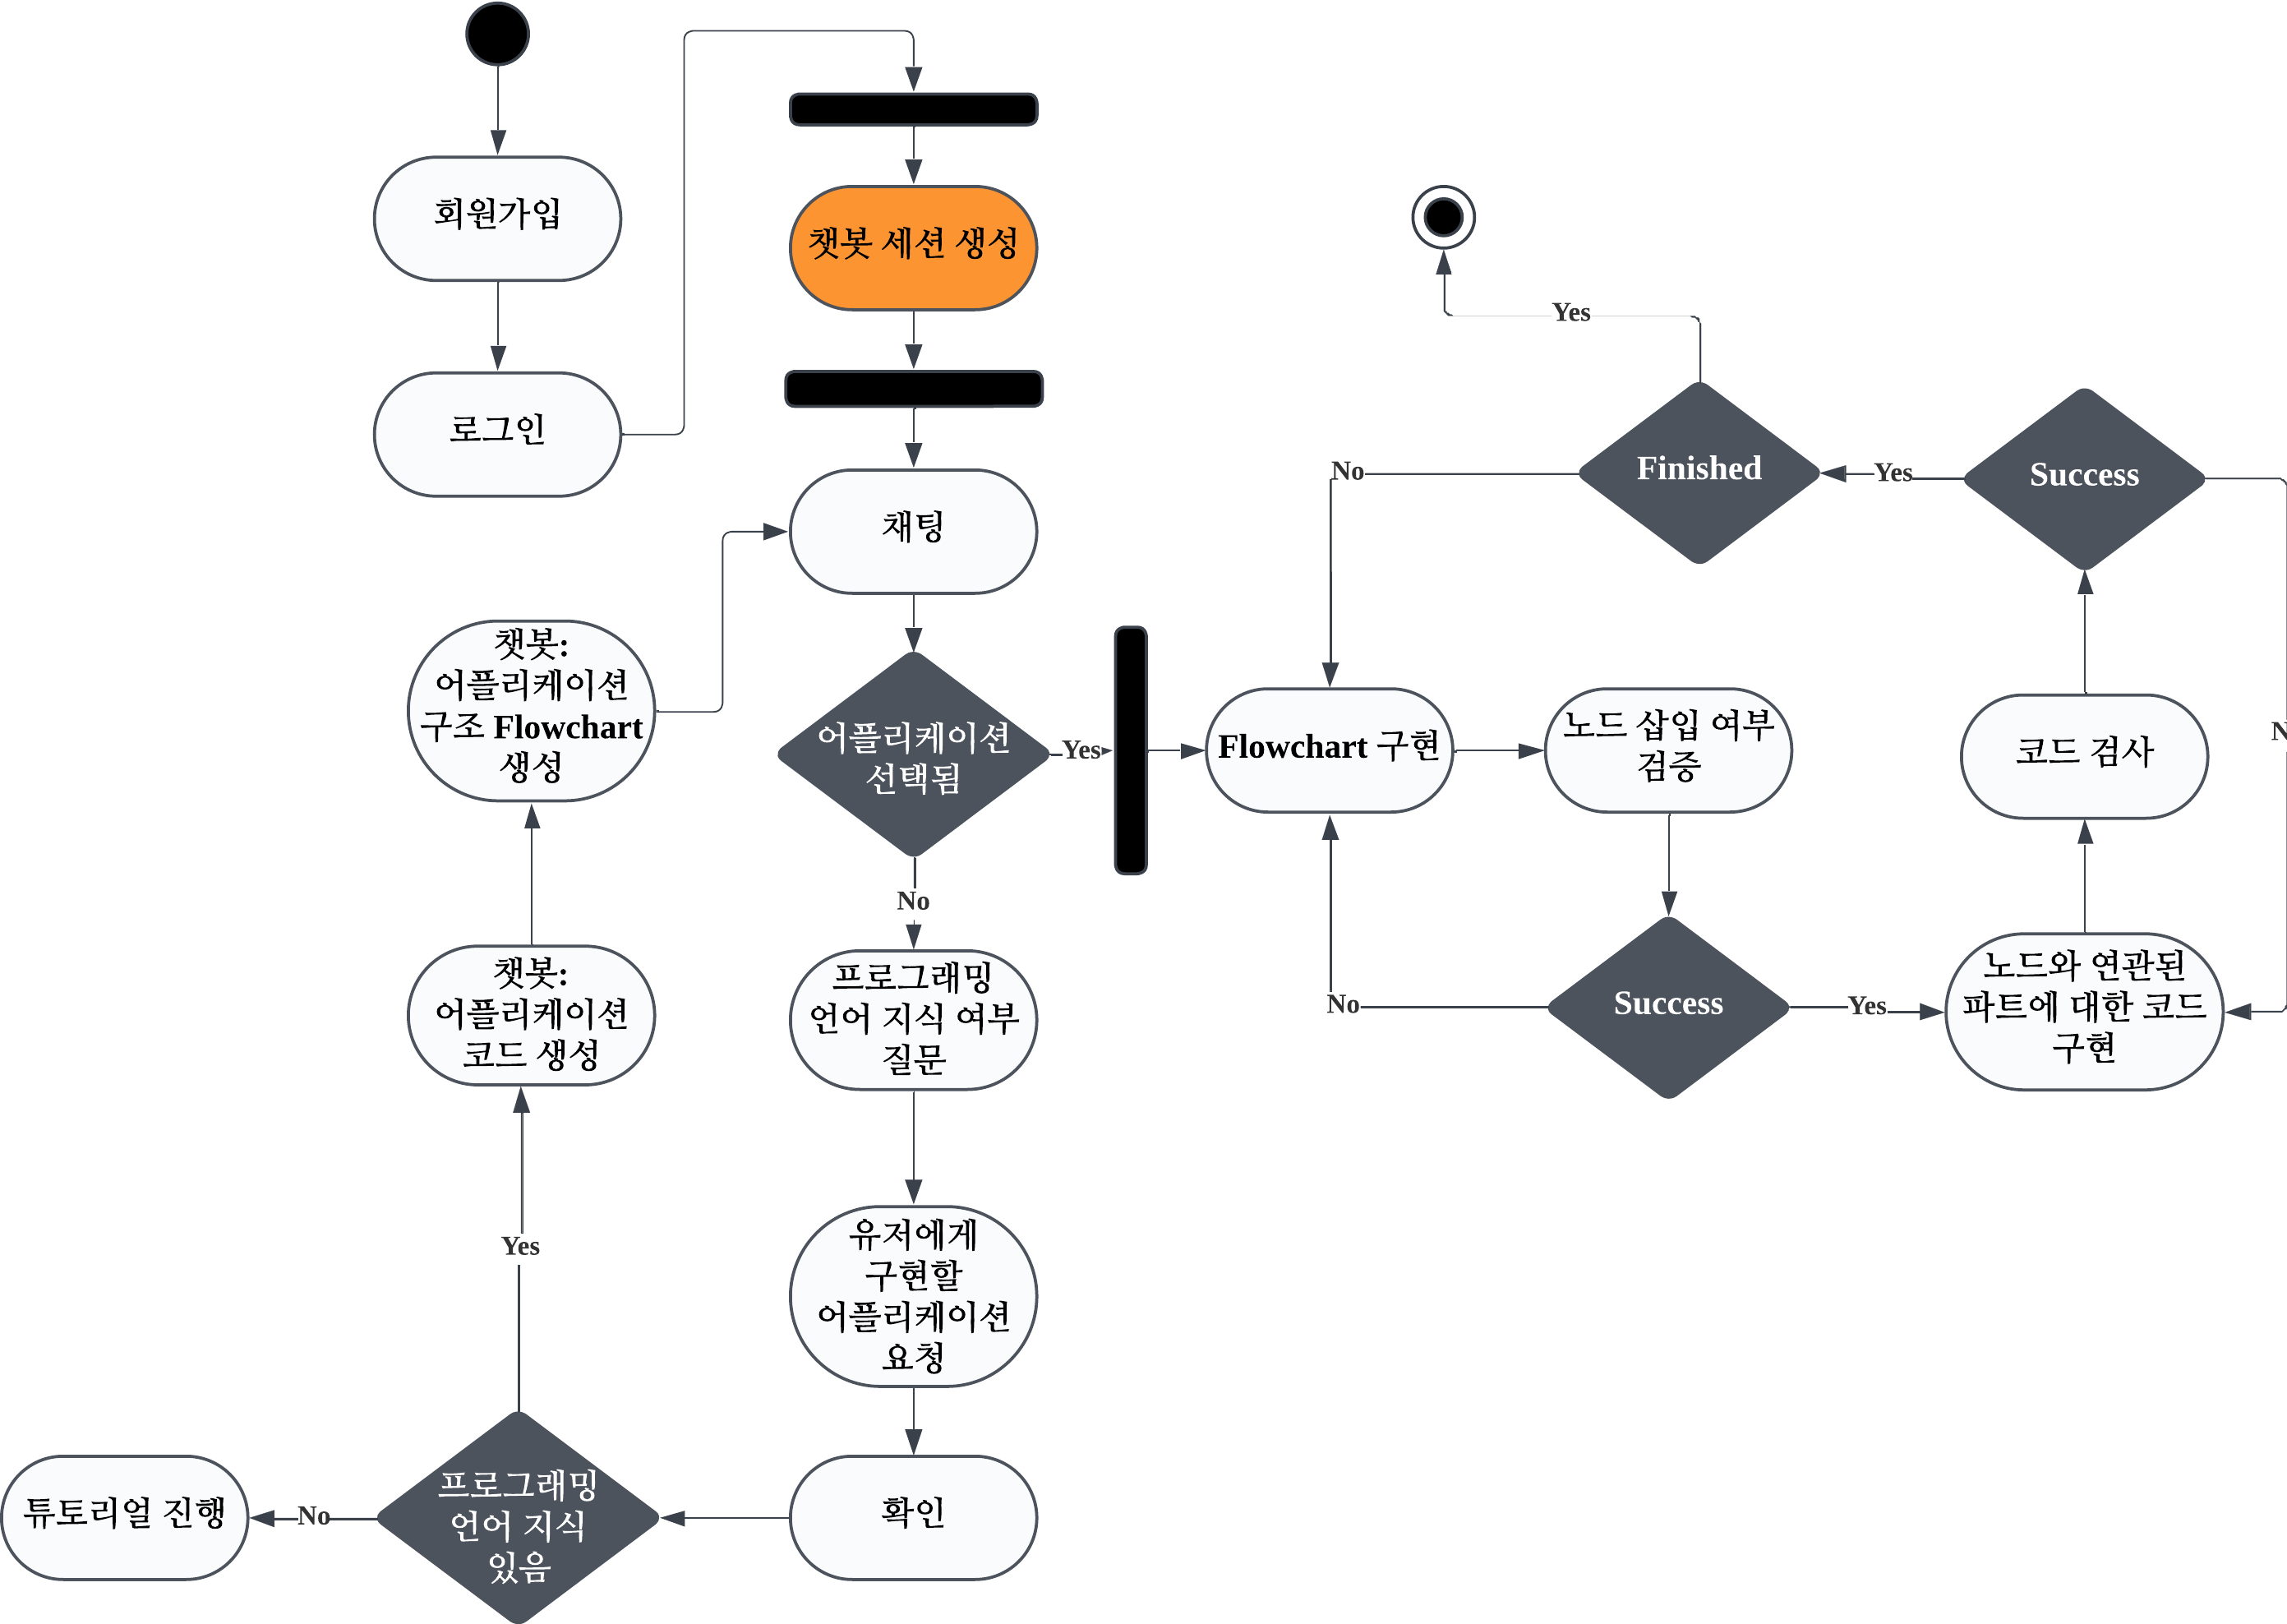 회원가입
로그인
챗봇 세션 생성
채팅
어플리케이션
선택됨
Yes
No
프로그래밍
언어 지식 여부
질문
유저에게
구현할
어플리케이션
요청
확인
프로그래밍
언어 지식
있음
No
튜토리얼 진행
Yes
챗봇:
어플리케이션
코드 생성
챗봇:
어플리케이션
구조 Flowchart
생성
Flowchart 구현
노드 삽입 여부
검증
Success
No
Yes
노드와 연관된
파트에 대한 코드
구현
코드 검사
Success
Yes
Finished
No
Yes